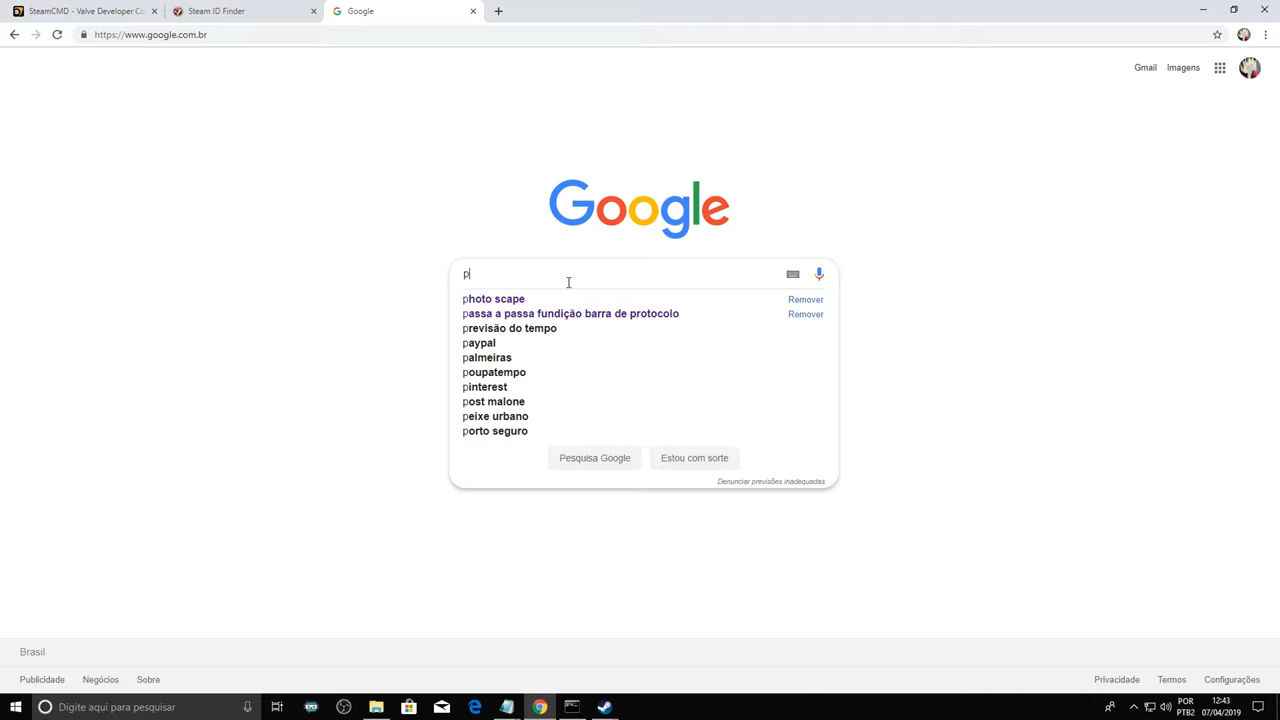 SteamCMD - Valve Developer Co
Steam ID Finder
Google
https://www.google.com.br
Gmail
Imagens
Google
p
photo scape
Remover
passa a passa fundição barra de protocolo
Remover
previsão do tempo
paypal
palmeiras
poupatempo
pinterest
post malone
peixe urbano
porto seguro
Pesquisa Google
Estou com sorte
Denunciar previsões inadequadas
Brasil
Publicidade
Negócios
Sobre
Privacidade
Termos
Configurações
Digite aqui para pesquisar
POR
PTB2
12:43
07/04/2019